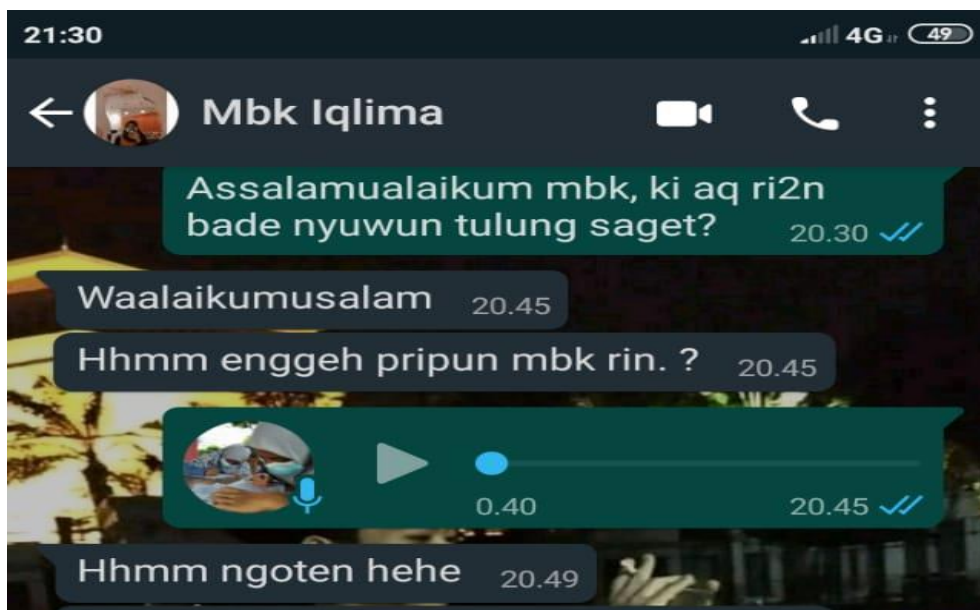 21:30 4G 49
Mbk Iqlima
Assalamualaikum mbk, ki aq ri2n
bade nyuwun tulung saget? 20.30
Waalaikumusalam 20.45
Hhmm enggeh pripun mbk rin. ? 20.45
0.40 20.45
Hhmm ngoten hehe 20.49